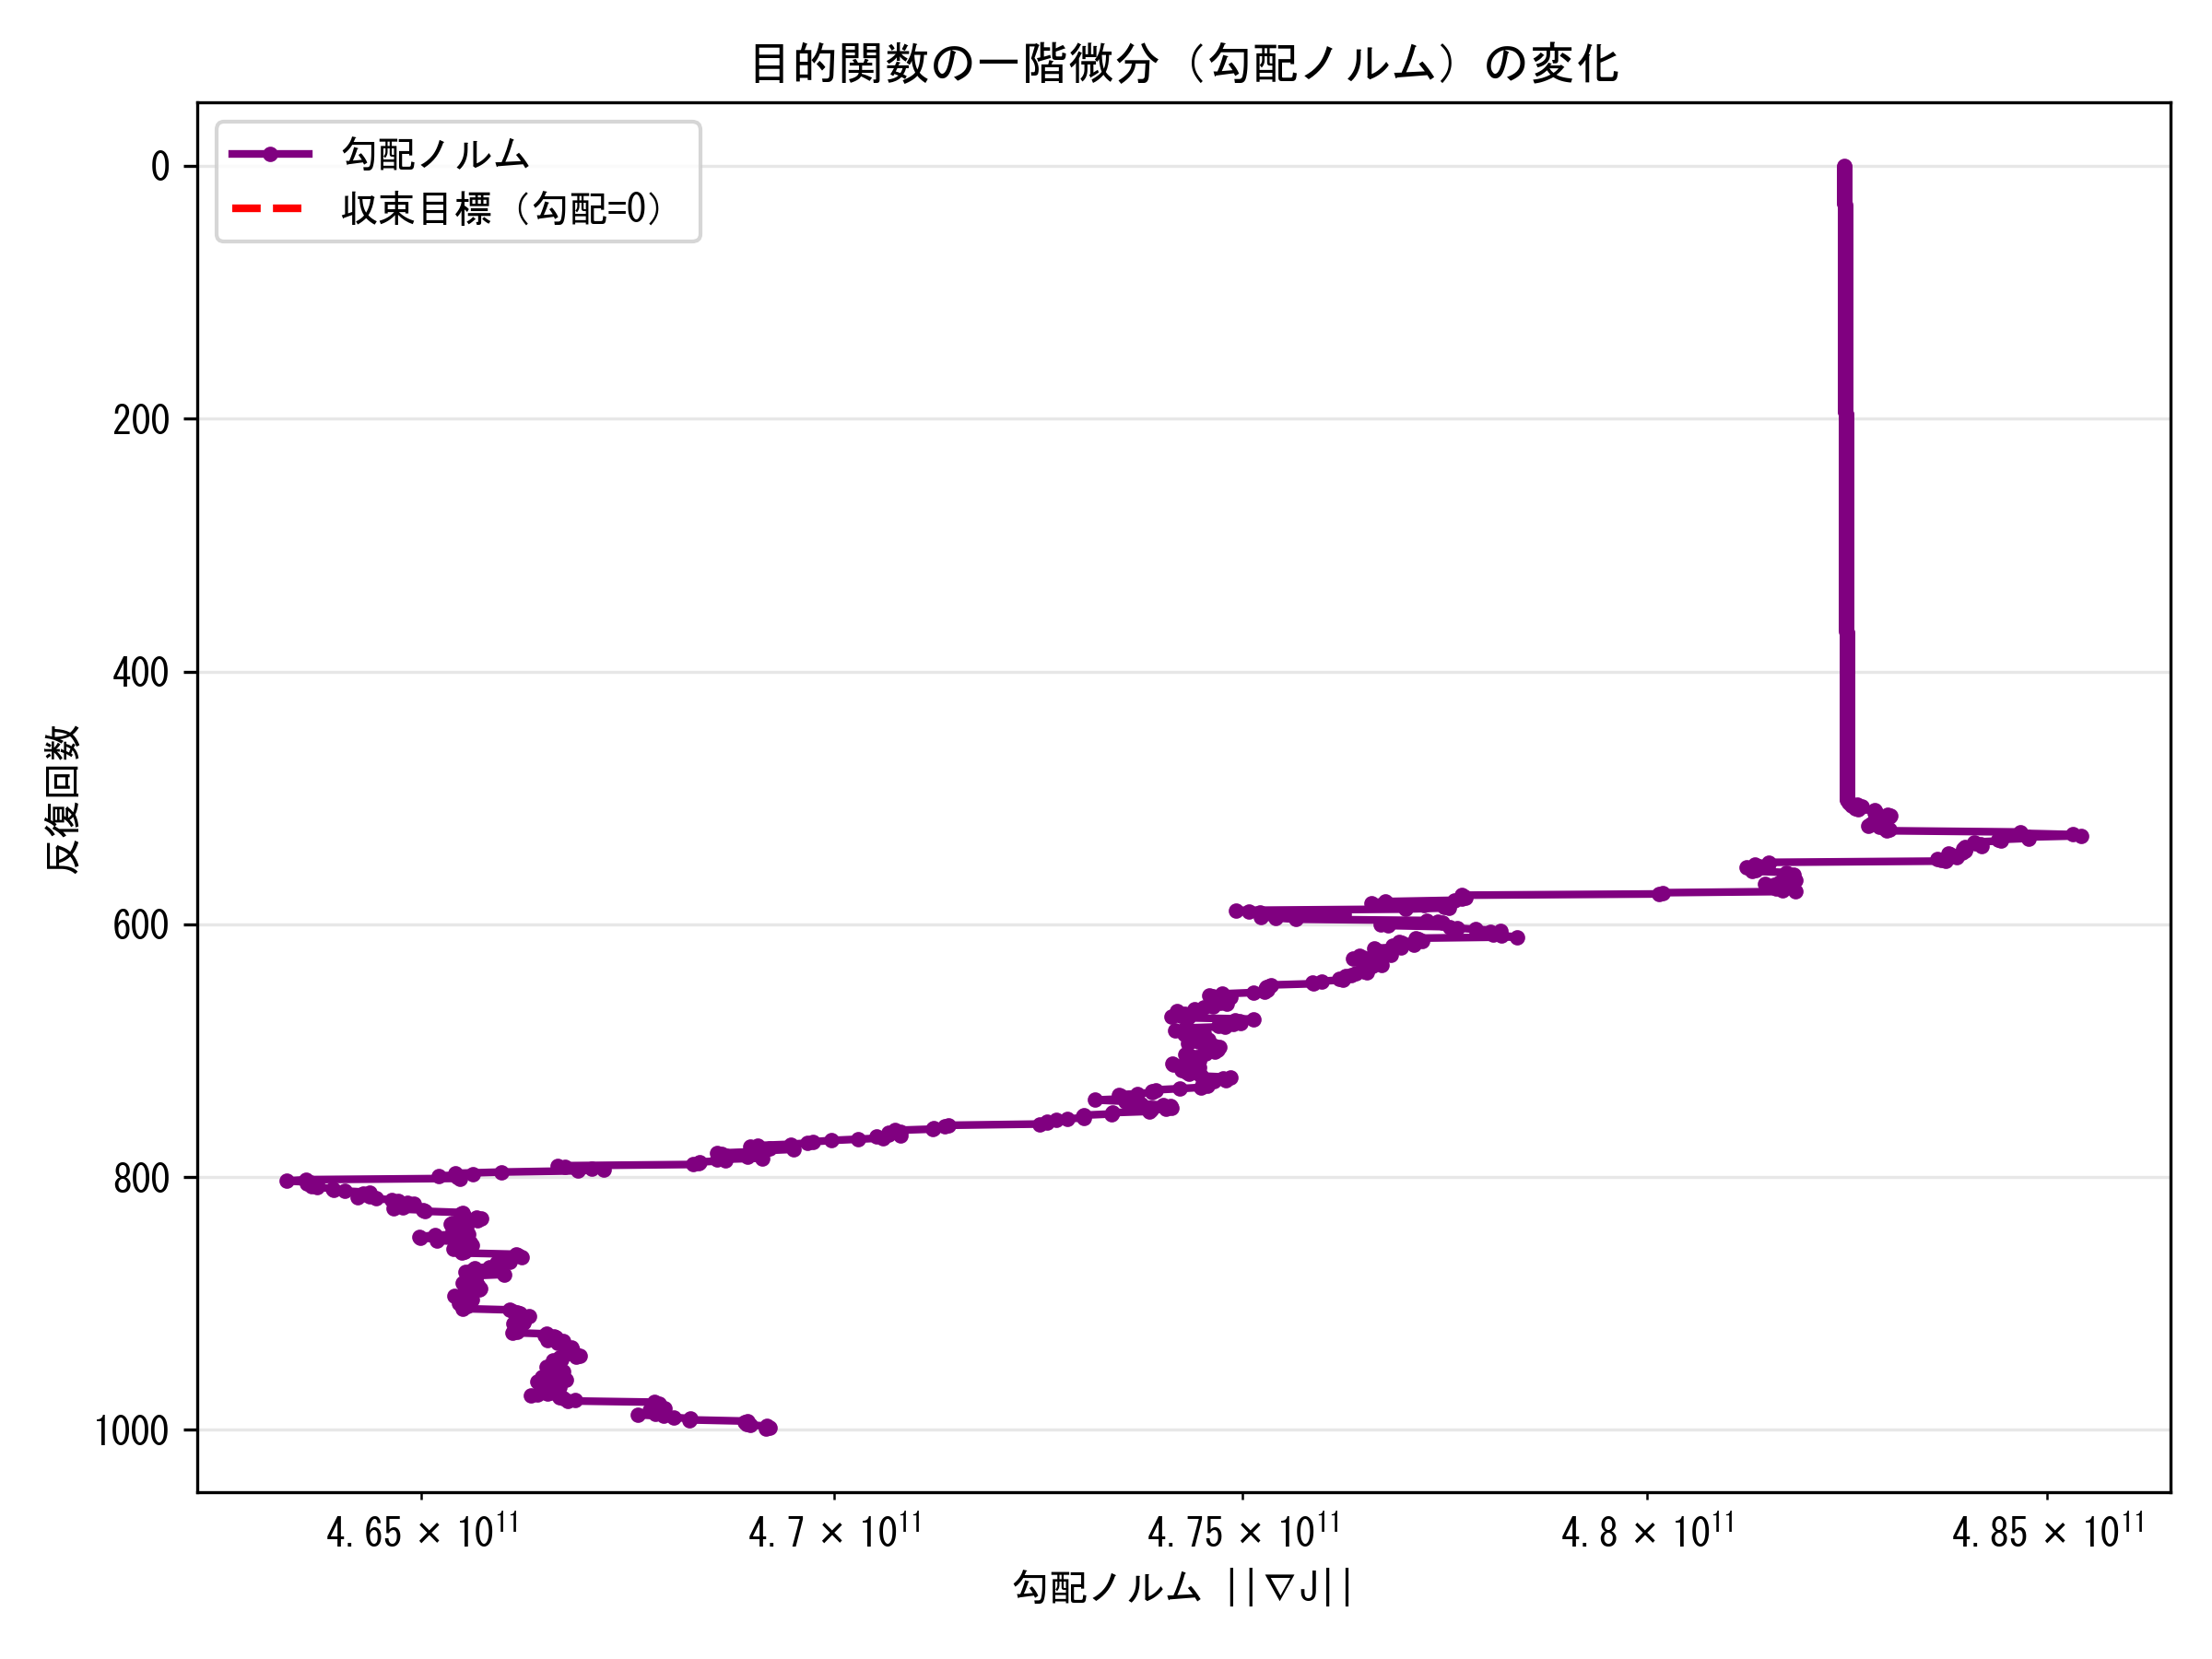 目的関数の一階微分（勾配ノルム）の変化
勾配ノルム
収束目標（勾配=0）
0
200
400
600
800
1000
反復回数
4.65 × 10¹¹
4.7 × 10¹¹
4.75 × 10¹¹
4.8 × 10¹¹
4.85 × 10¹¹
勾配ノルム ||∇J||